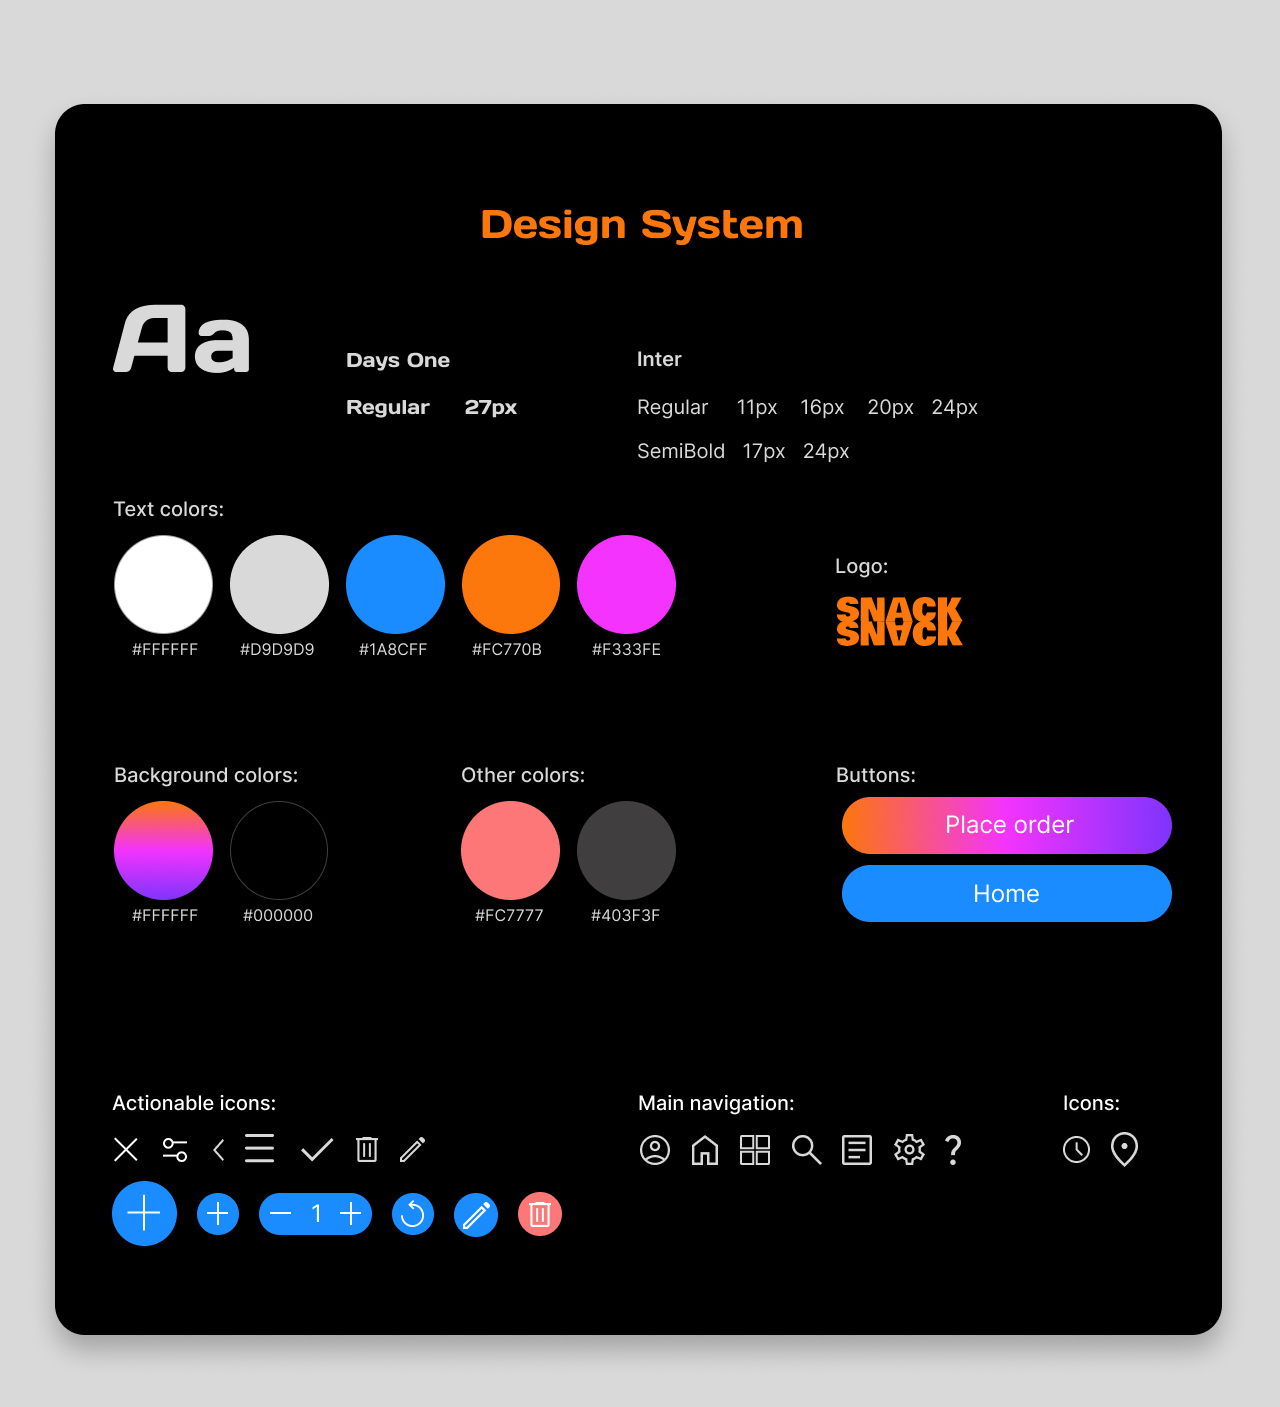 Design System
Aa
Days One
Regular 27px
Inter
Regular 11px 16px 20px 24px
SemiBold 17px 24px
Text colors:
#FFFFFF #D9D9D9 #1A8CFF #FC770B #F333FE
Logo:
SNACK
SNACK
Background colors:
#FFFFFF #000000
Other colors:
#FC7777 #403F3F
Buttons:
Place order
Home
Actionable icons:
1
Main navigation:
?
Icons: